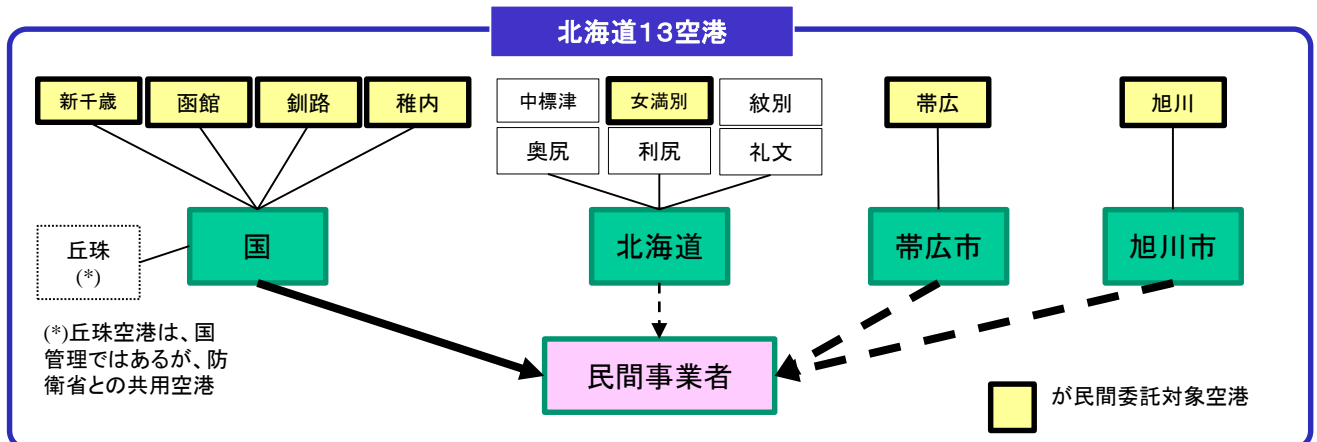 北海道１３空港
新千歳
函館
釧路
稚内
中標津
女満別
紋別
帯広
旭川
奥尻
利尻
礼文
丘珠
(*)
国
北海道
帯広市
旭川市
(*)丘珠空港は、国
管理ではあるが、防
衛省との共用空港
民間事業者
が民間委託対象空港